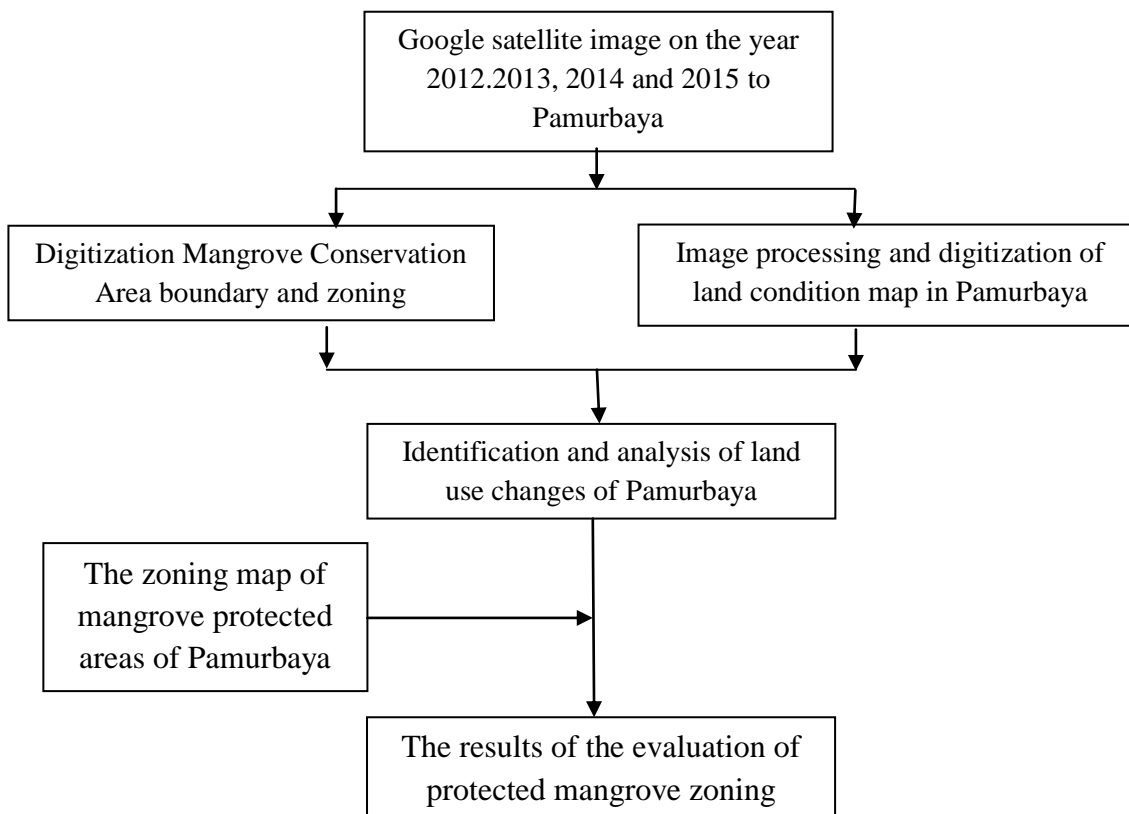 Google satellite image on the year
2012.2013, 2014 and 2015 to
Pamurbaya
Digitization Mangrove Conservation
Area boundary and zoning
Image processing and digitization of
land condition map in Pamurbaya
Identification and analysis of land
use changes of Pamurbaya
The zoning map of
mangrove protected
areas of Pamurbaya
The results of the evaluation of
protected mangrove zoning